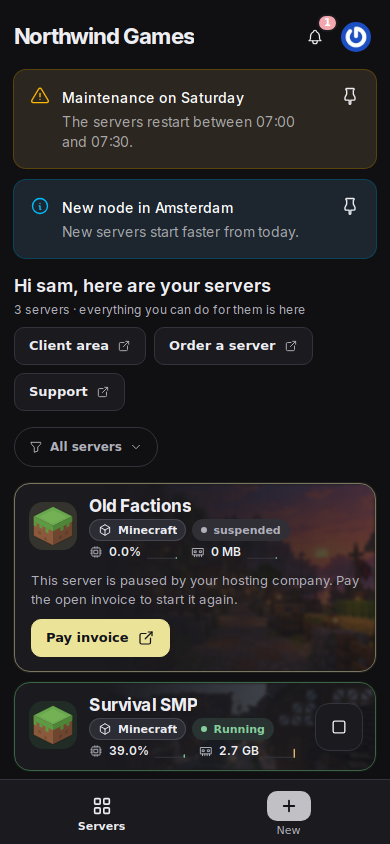 Northwind Games
1
Maintenance on Saturday
The servers restart between 07:00
and 07:30.
New node in Amsterdam
New servers start faster from today.
Hi sam, here are your servers
3 servers · everything you can do for them is here
Client area
Order a server
Support
All servers
Old Factions
Minecraft
suspended
0.0%
0 MB
This server is paused by your hosting company. Pay
the open invoice to start it again.
Pay invoice
Survival SMP
Minecraft
Running
39.0%
2.7 GB
Servers
New